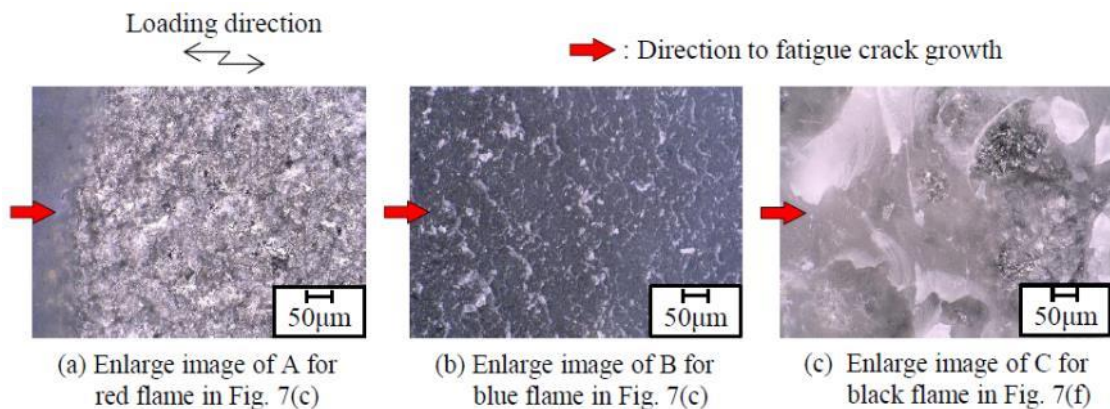 Loading direction
: Direction to fatigue crack growth
50μm
50μm
50μm
(a) Enlarge image of A for
red flame in Fig. 7(c)
(b) Enlarge image of B for
blue flame in Fig. 7(c)
(c) Enlarge image of C for
black flame in Fig. 7(f)